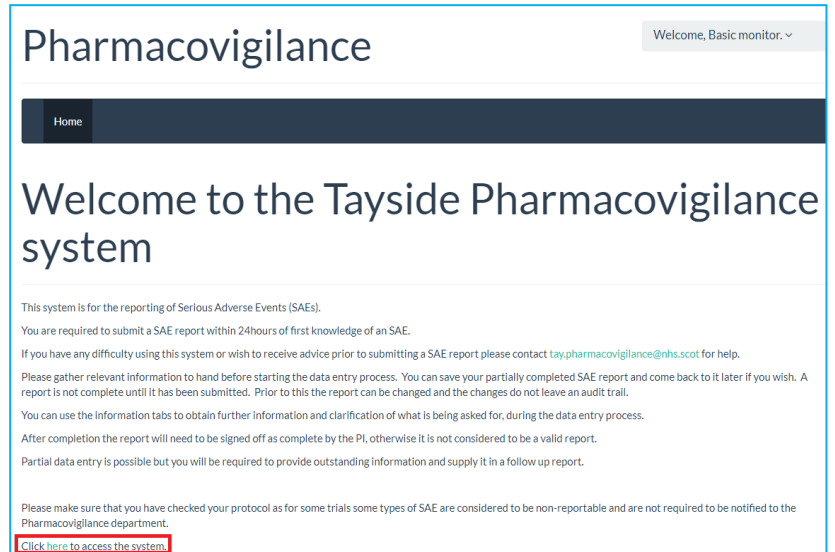 Pharmacovigilance
Welcome, Basic monitor.
Home
Welcome to the Tayside Pharmacovigilance
system
This system is for the reporting of Serious Adverse Events (SAEs).
You are required to submit a SAE report within 24hours of first knowledge of an SAE.
If you have any difficulty using this system or wish to receive advice prior to submitting a SAE report please contact tay.pharmacovigilance@nhs.scot for help.
Please gather relevant information to hand before starting the data entry process. You can save your partially completed SAE report and come back to it later if you wish. A
report is not complete until it has been submitted. Prior to this the report can be changed and the changes do not leave an audit trail.
You can use the information tabs to obtain further information and clarification of what is being asked for, during the data entry process.
After completion the report will need to be signed off as complete by the PI, otherwise it is not considered to be a valid report.
Partial data entry is possible but you will be required to provide outstanding information and supply it in a follow up report.
Please make sure that you have checked your protocol as for some trials some types of SAE are considered to be non-reportable and are not required to be notified to the
Pharmacovigilance department.
Click here to access the system.